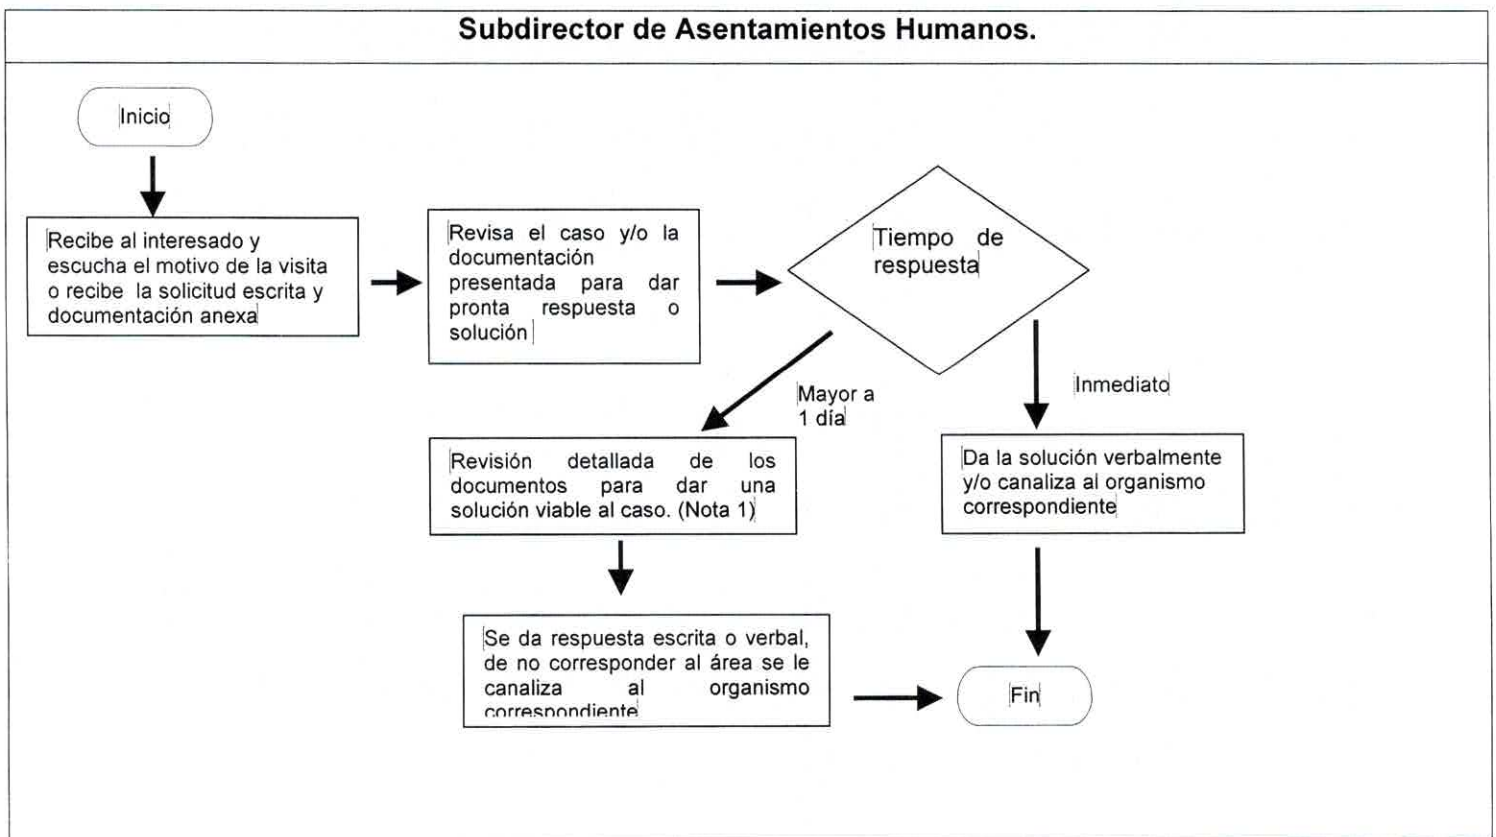 Subdirector de Asentamientos Humanos.
Inicio
Recibe al interesado y
escucha el motivo de la visita
o recibe la solicitud escrita y
documentación anexa
Revisa el caso y/o la
documentación
presentada para dar
pronta respuesta o
solución
Tiempo de
respuesta
Mayor a
1 día
Inmediato
Revisión detallada de los
documentos para dar una
solución viable al caso. (Nota 1)
Da la solución verbalmente
y/o canaliza al organismo
correspondiente
Se da respuesta escrita o verbal,
de no corresponder al área se le
canaliza al organismo
correspondiente
Fin